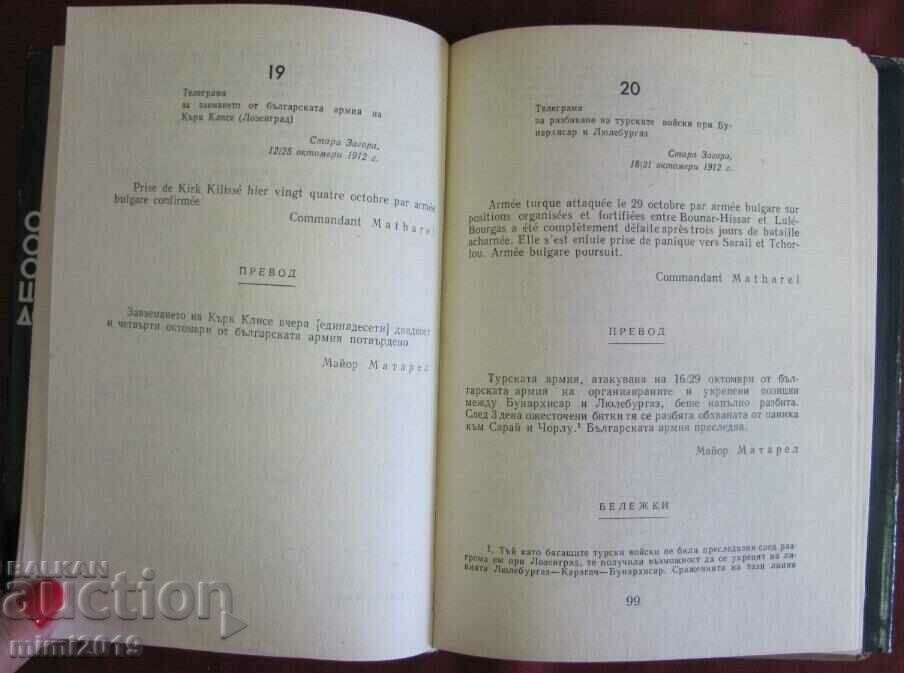 19
Телеграма
за заемането от българската армия на
Кърк Клисе (Лозенград)
Стара Загора,
12/25 октомври 1912 г.
Prise de Kirk Kilissé hier vingt quatre octobre par armée
bulgare confirmée
Commandant Matharel
ПРЕВОД
Завземането на Кърк Клисе вчера [единадесети] двадесет
и четвърти октомври от българската армия потвърдено
Майор Матарел
20
Телеграма
за разбиване на турските войски при Бу-
нархисар и Люлебургаз
Стара Загора,
18/31 октомври 1912 г.
Armée turque attaquée le 29 octobre par armée bulgare sur
positions organisées et fortifiées entre Bounar-Hissar et Lulé-
Bourgas a été complètement défaite après trois jours de bataille
acharnée. Elle s'est enfuie prise de panique vers Sarail et Tchor-
lou. Armée bulgare poursuit.
Commandant Matharel
ПРЕВОД
Турската армия, атакувана на 16/29 октомври от бъл-
гарската армия на организираните и укрепени позиции
между Бунархисар и Люлебургаз, беше напълно разбита.
След 3 дена ожесточени битки тя се разбяга обхваната от паника
към Сарай и Чорлу.¹ Българската армия преследва.
Майор Матарел
БЕЛЕЖКИ
1. Тъй като бягащите турски войски не били преследвани след раз-
грома им при Лозенград, те получили възможност да се укрепят на ли-
нията Люлебургаз—Карагач—Бунархисар. Сраженията на тази линия
99
БАЛКАН
auction
mimi2019